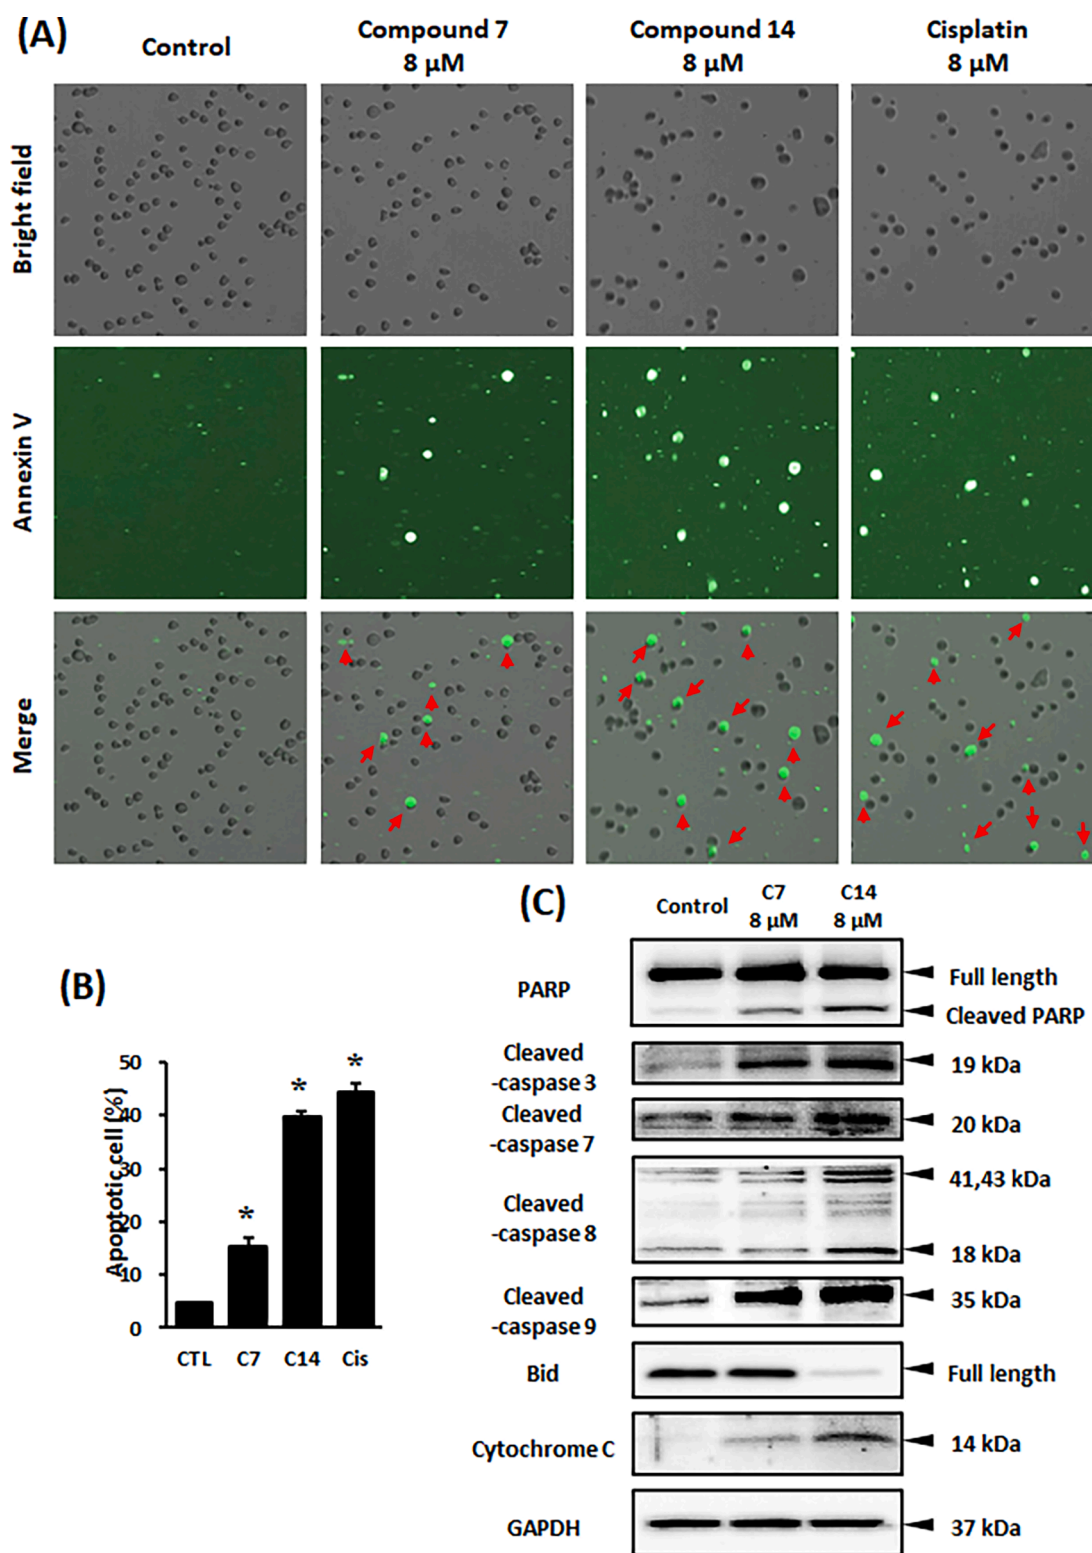 (A)
Control
Compound 7
8 μM
Compound 14
8 μM
Cisplatin
8 μM
Bright field
Annexin V
Merge
(B)
Apoptotic cell (%)
50
40
30
20
10
0
*
*
*
CTL
C7
C14
Cis
(C)
Control
C7
8 μM
C14
8 μM
PARP
Full length
Cleaved PARP
Cleaved
-caspase 3
19 kDa
Cleaved
-caspase 7
20 kDa
Cleaved
-caspase 8
41,43 kDa
18 kDa
Cleaved
-caspase 9
35 kDa
Bid
Full length
Cytochrome C
14 kDa
GAPDH
37 kDa